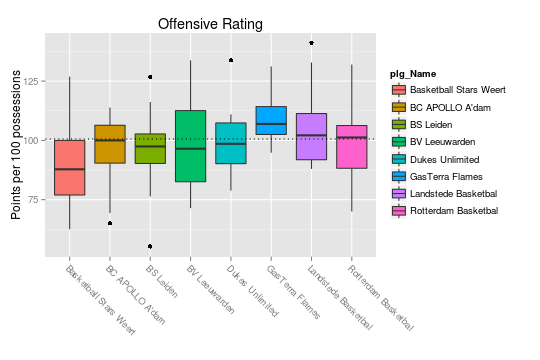 Offensive Rating
Points per 100 possessions
125
100
75
Basketball Stars Weert
BC APOLLO A'dam
BS Leiden
BV Leeuwarden
Dukes Unlimited
GasTerra Flames
Landstede Basketbal
Rotterdam Basketbal
plg_Name
Basketball Stars Weert
BC APOLLO A'dam
BS Leiden
BV Leeuwarden
Dukes Unlimited
GasTerra Flames
Landstede Basketbal
Rotterdam Basketbal